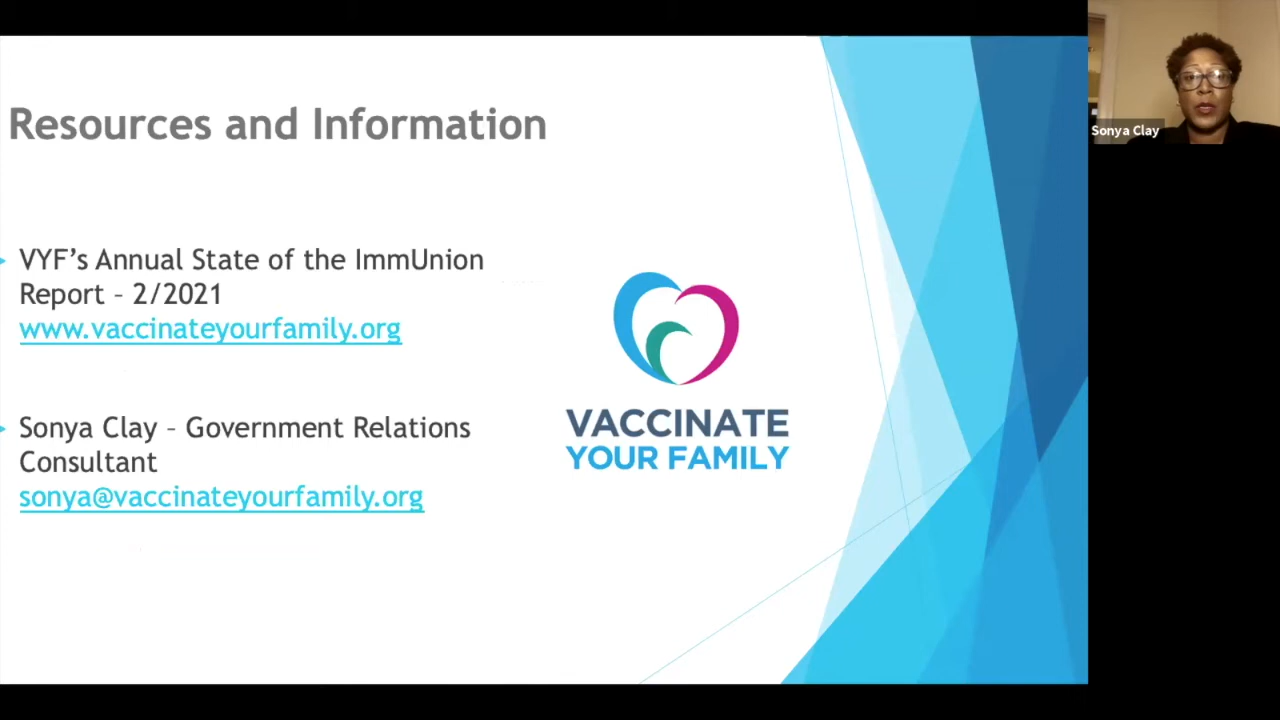 Resources and Information
VYF’s Annual State of the ImmUnion
Report – 2/2021
www.vaccinateyourfamily.org
Sonya Clay – Government Relations
Consultant
sonya@vaccinateyourfamily.org
VACCINATE
YOUR FAMILY
Sonya Clay